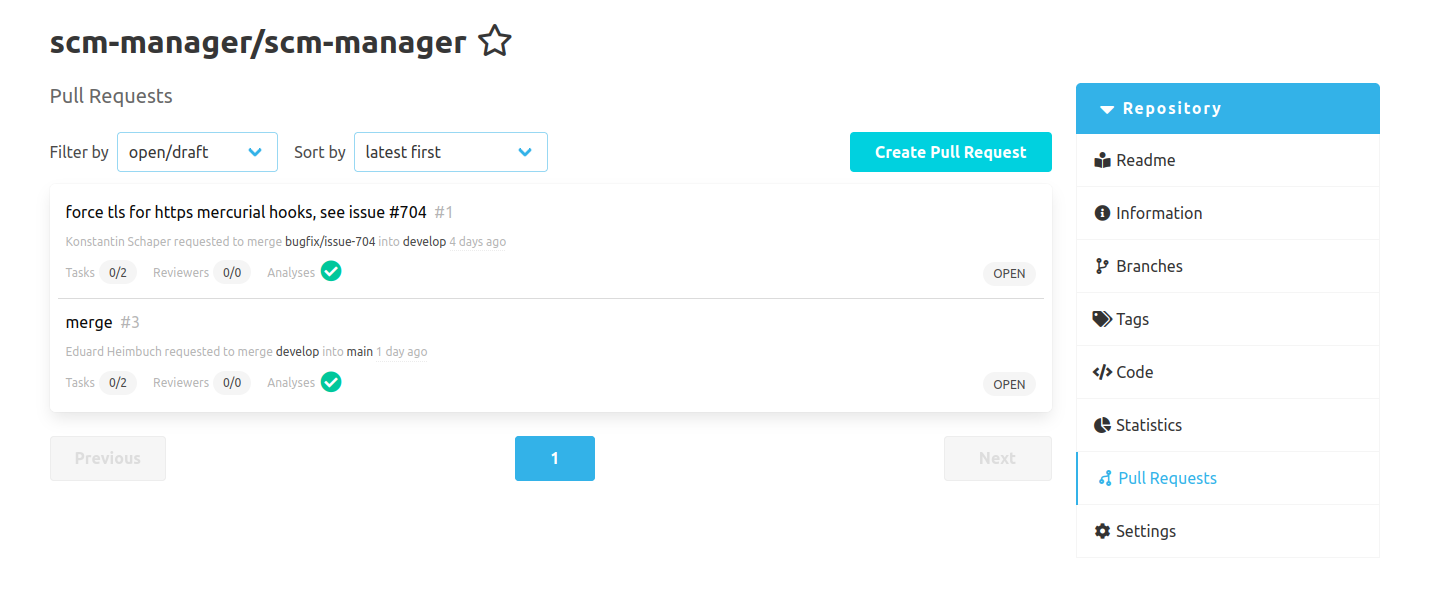 scm-manager/scm-manager
Pull Requests
Filter by open/draft Sort by latest first Create Pull Request
force tls for https mercurial hooks, see issue #704 #1
Konstantin Schaper requested to merge bugfix/issue-704 into develop 4 days ago
Tasks 0/2 Reviewers 0/0 Analyses OPEN
merge #3
Eduard Heimbuch requested to merge develop into main 1 day ago
Tasks 0/2 Reviewers 0/0 Analyses OPEN
Previous 1 Next
Repository
Readme
Information
Branches
Tags
Code
Statistics
Pull Requests
Settings